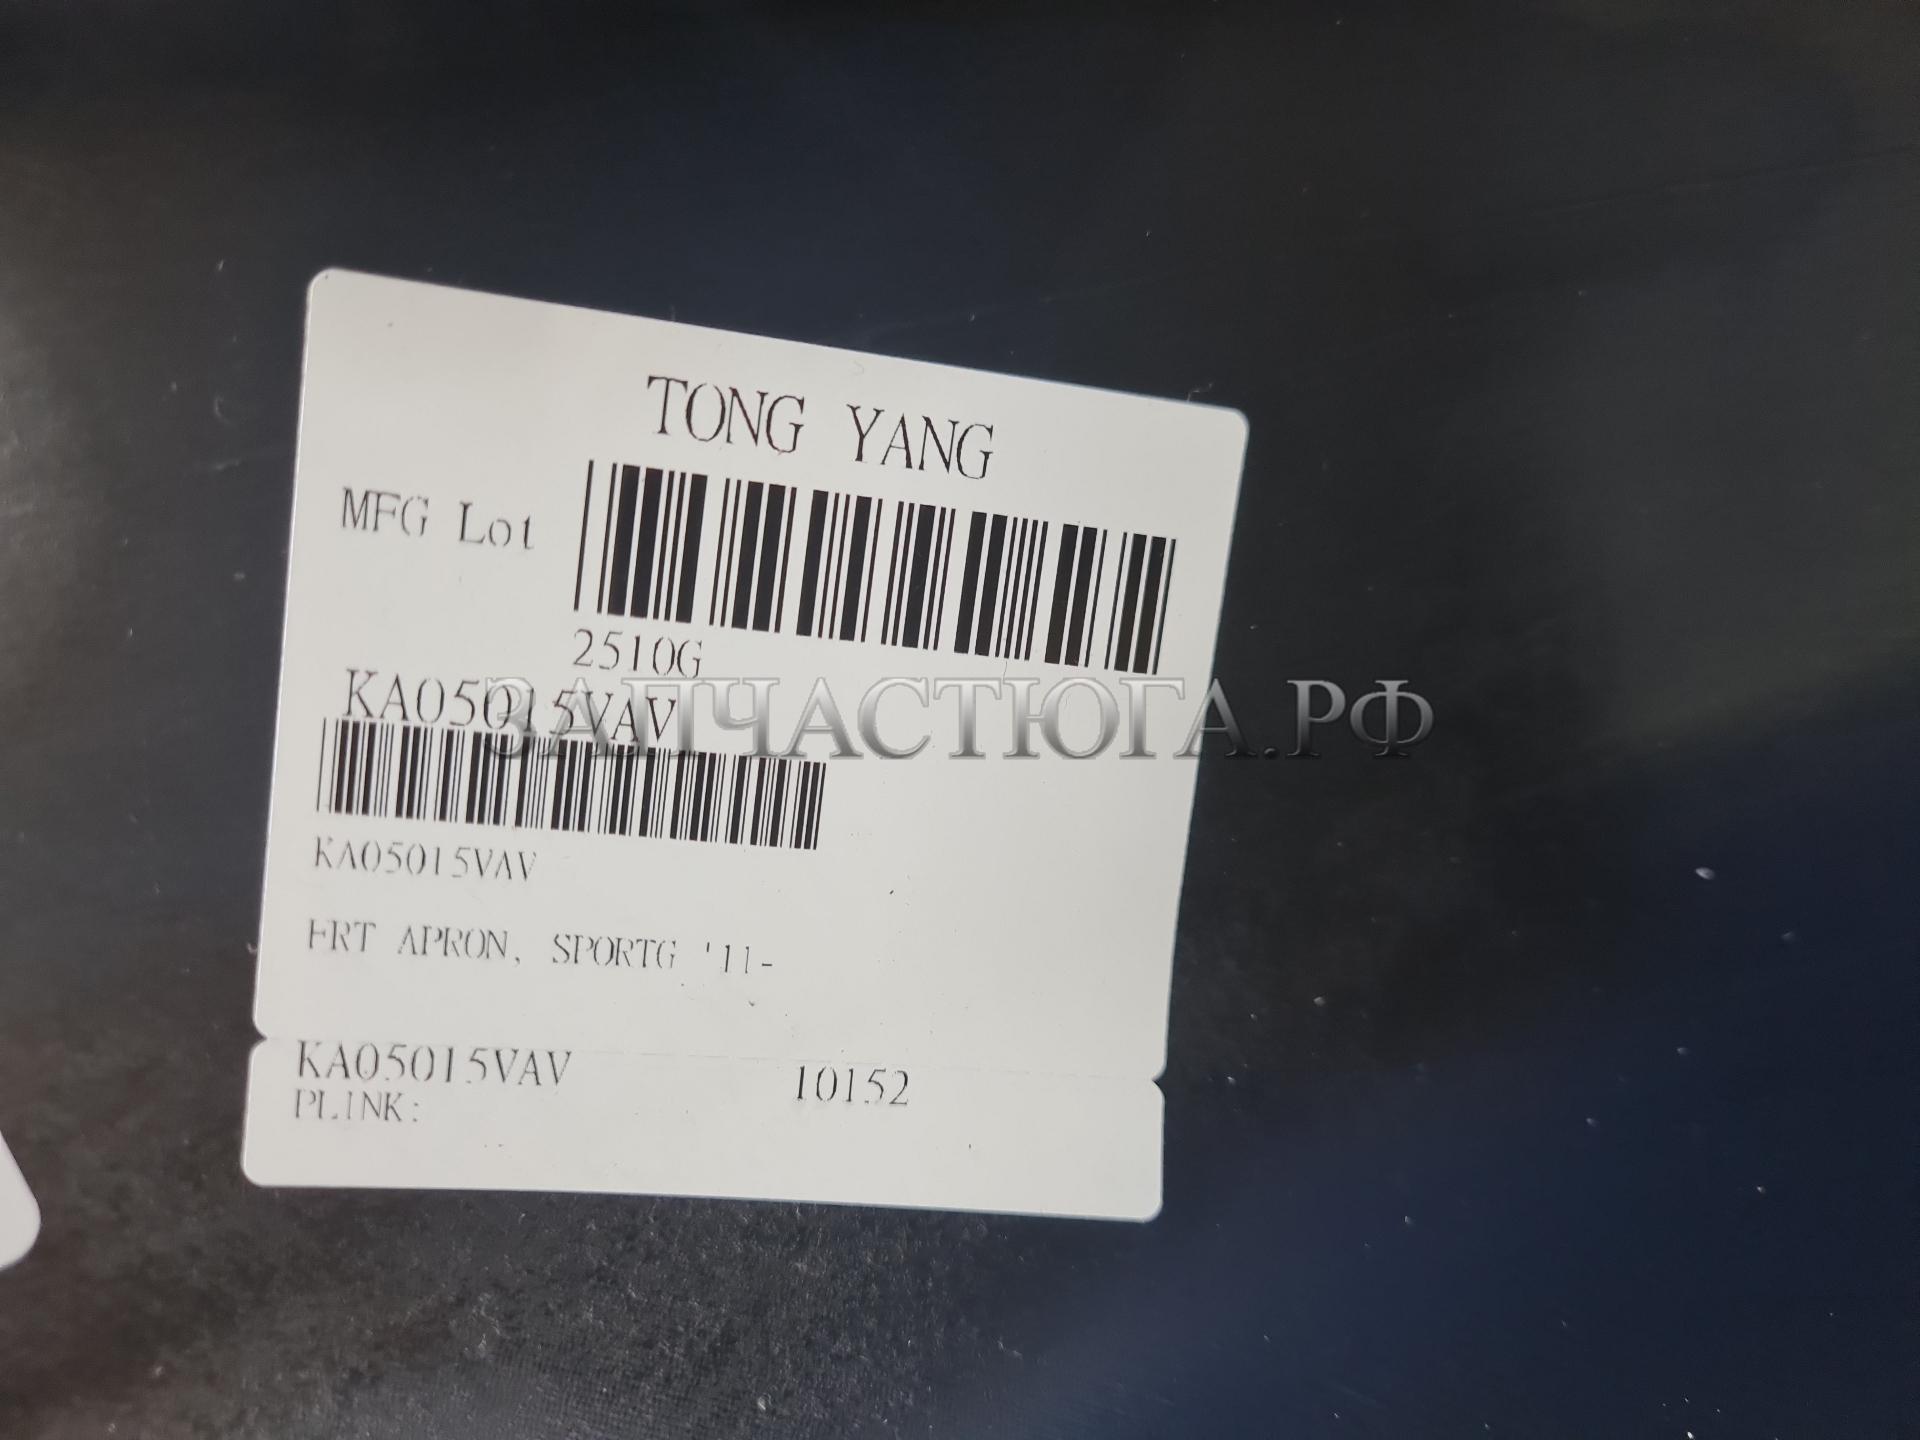 TONG YANG
MFG Lot
2510G
KA05015VAV
ЗАПЧАСТЮГА.РФ
KA05015VAV
FRT APRON, SPORTG '11-
KA05015VAV 10152
PLINK: